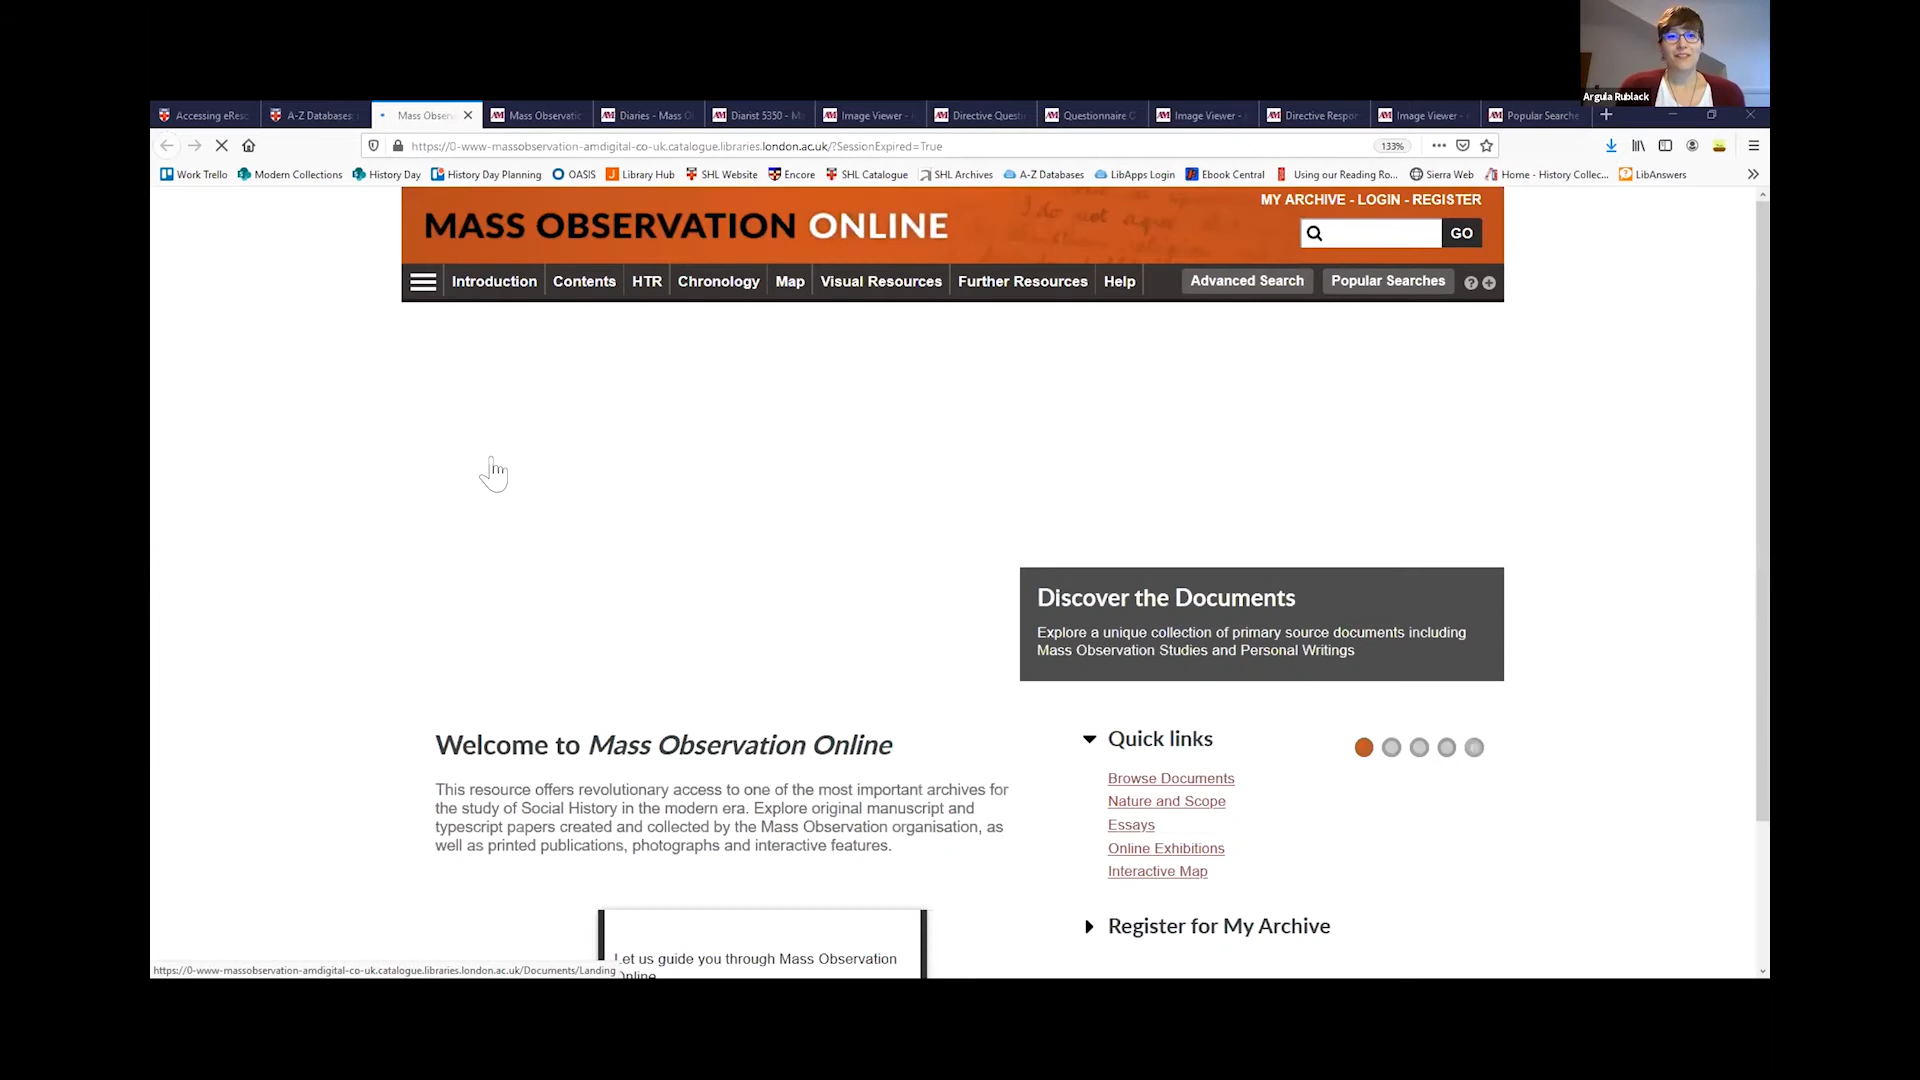 Argula Rublack
Accessing eRes
A-Z Databases
Mass Obser
Mass Observatio
Diaries - Mass O
Diarist 5350 - M
Image Viewer -
Directive Questi
Questionnaire
Image Viewer -
Directive Respo
Image Viewer -
Popular Searche
https://0-www-massobservation-amdigital-co-uk.catalogue.libraries.london.ac.uk/?SessionExpired=True
133%
Work Trello Modern Collections History Day History Day Planning OASIS Library Hub SHL Website Encore SHL Catalogue SHL Archives A-Z Databases LibApps Login Ebook Central Using our Reading Ro... Sierra Web Home - History Collec... LibAnswers
MY ARCHIVE - LOGIN - REGISTER
MASS OBSERVATION ONLINE
I do not agree
GO
Introduction Contents HTR Chronology Map Visual Resources Further Resources Help Advanced Search Popular Searches
Discover the Documents
Explore a unique collection of primary source documents including
Mass Observation Studies and Personal Writings
Welcome to Mass Observation Online
This resource offers revolutionary access to one of the most important archives for
the study of Social History in the modern era. Explore original manuscript and
typescript papers created and collected by the Mass Observation organisation, as
well as printed publications, photographs and interactive features.
Quick links
Browse Documents
Nature and Scope
Essays
Online Exhibitions
Interactive Map
Register for My Archive
Let us guide you through Mass Observation
Online
https://0-www-massobservation-amdigital-co-uk.catalogue.libraries.london.ac.uk/Documents/Landing